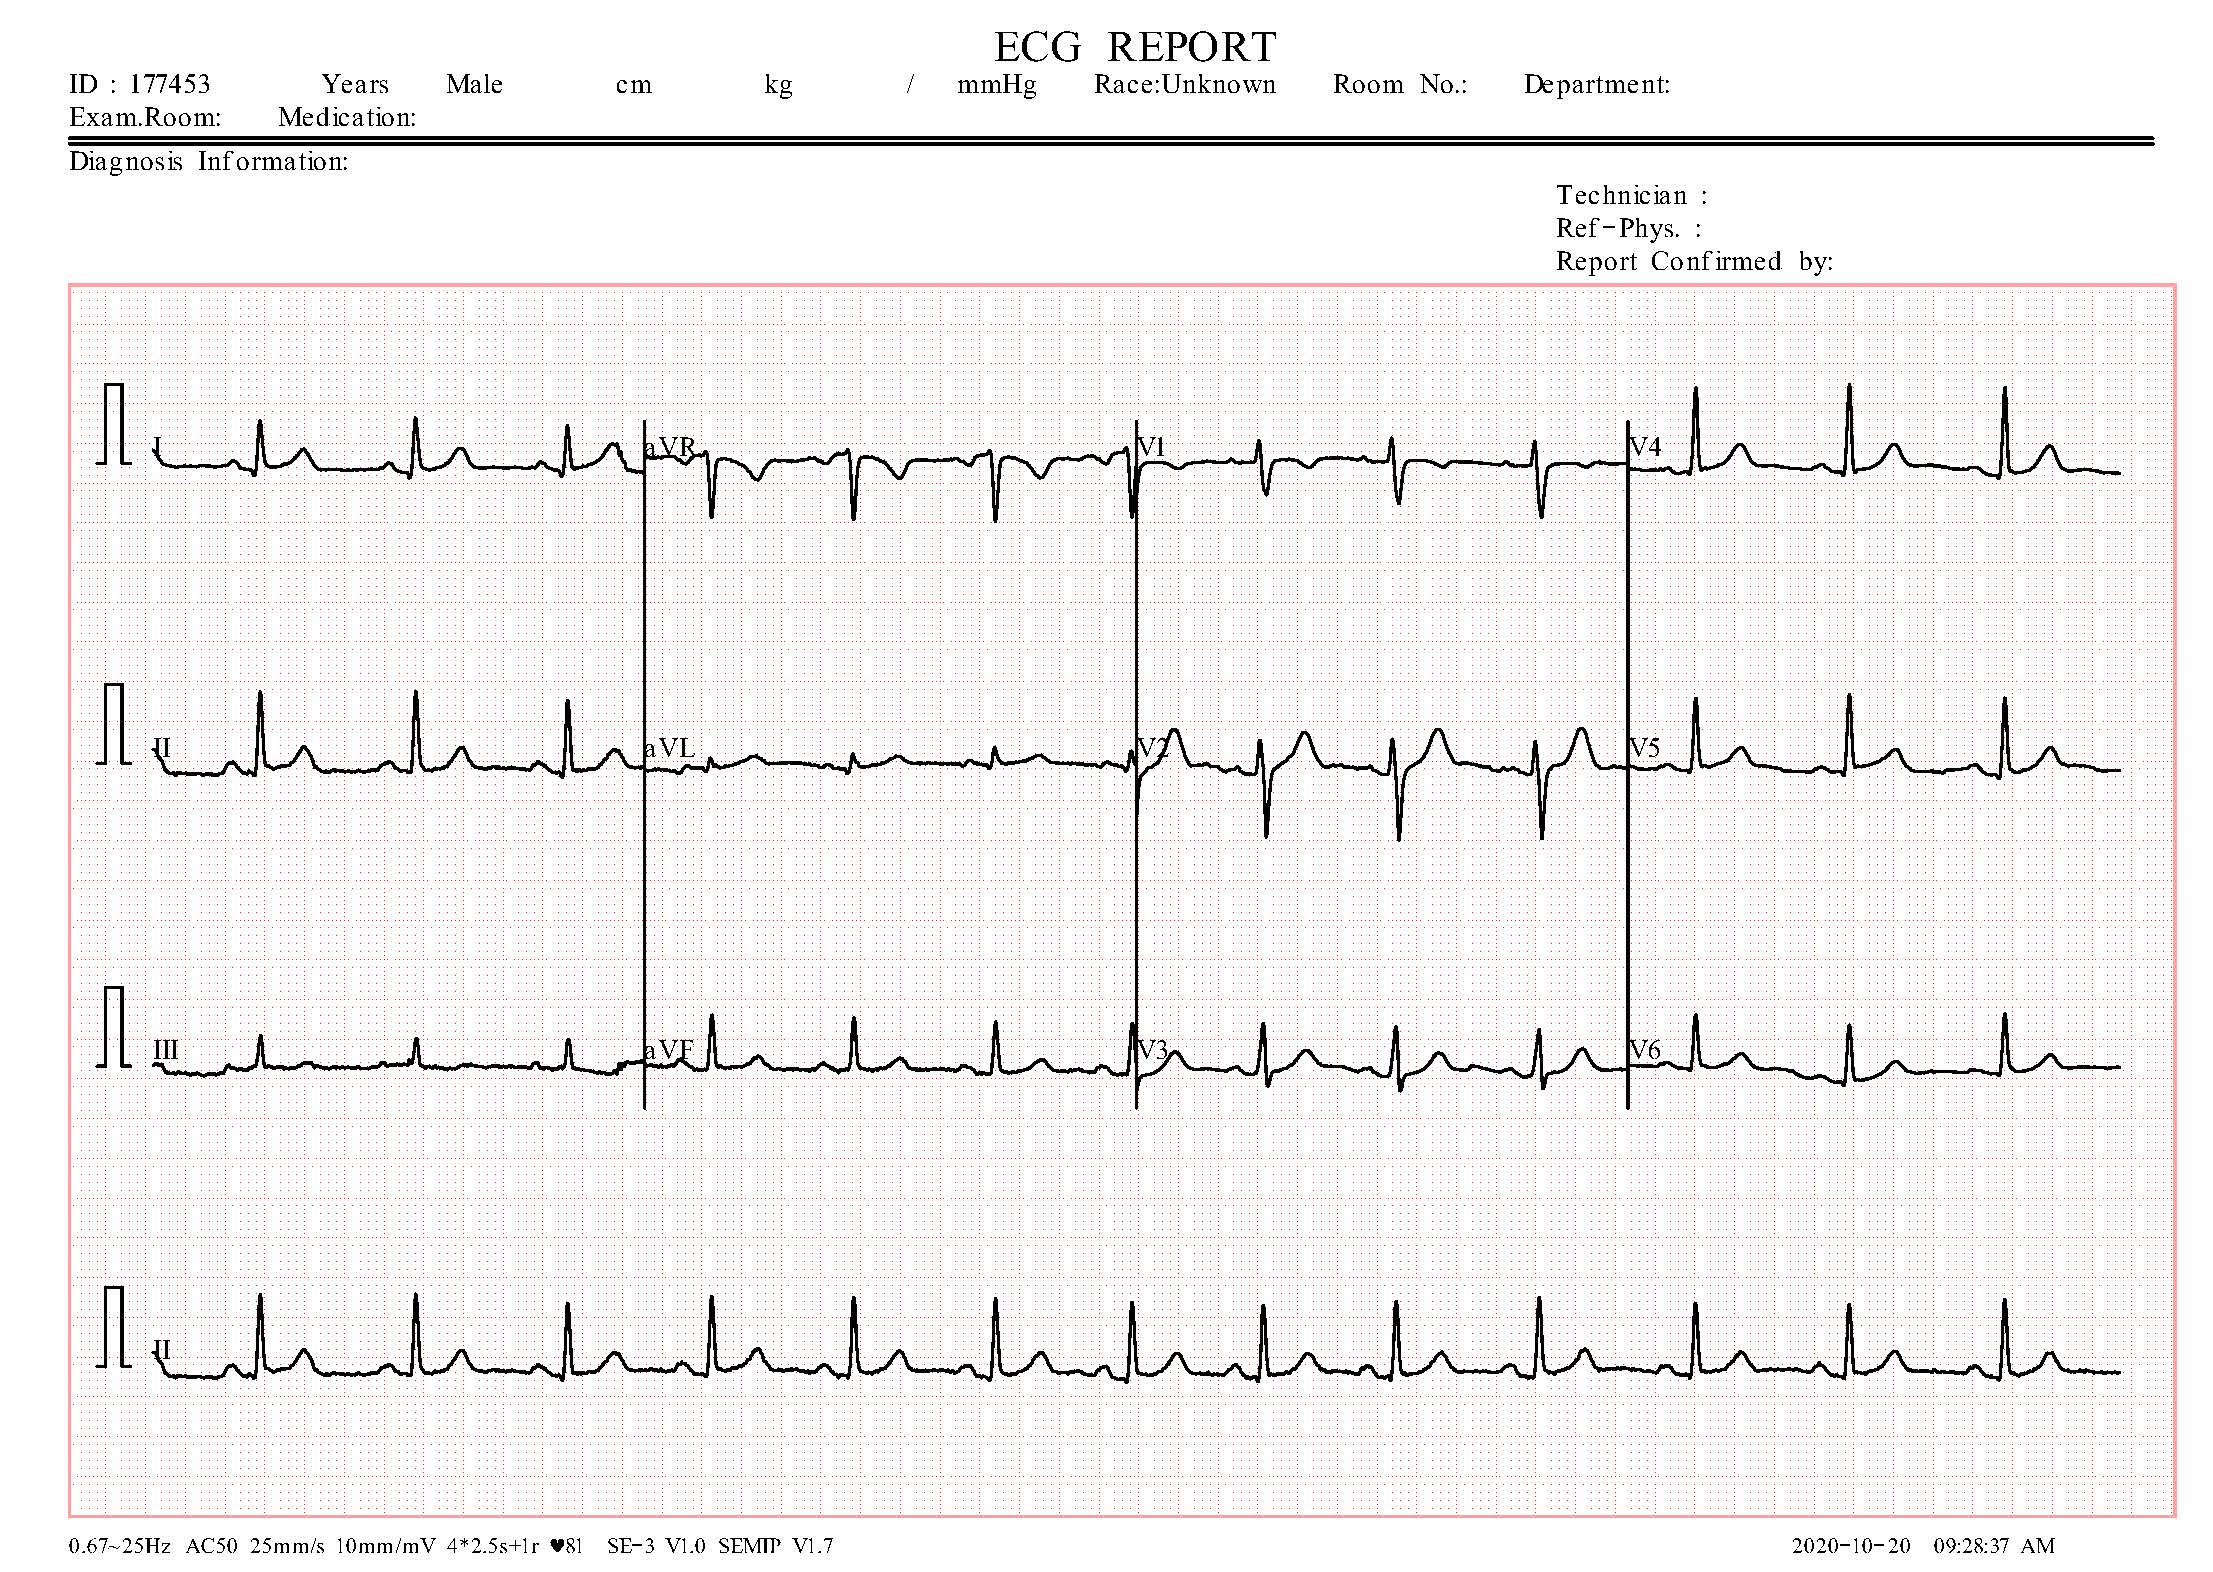 ECG REPORT
ID : 177453 Years Male cm kg / mmHg Race:Unknown Room No.: Department:
Exam.Room: Medication:
Diagnosis Information:
Technician :
Ref-Phys. :
Report Confirmed by:
I aVR V1 V4
II aVL V2 V5
III aVF V3 V6
II
0.67~25Hz AC50 25mm/s 10mm/mV 4*2.5s+1r ♥81 SE-3 V1.0 SEMIP V1.7 2020-10-20 09:28:37 AM